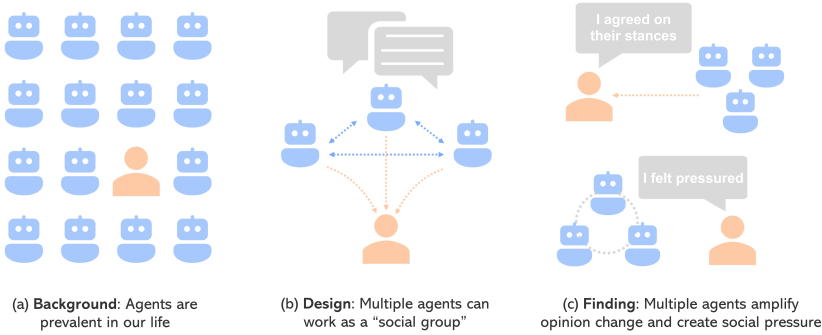 I agreed on
their stances
I felt pressured
(a) Background: Agents are
prevalent in our life
(b) Design: Multiple agents can
work as a “social group”
(c) Finding: Multiple agents amplify
opinion change and create social pressure